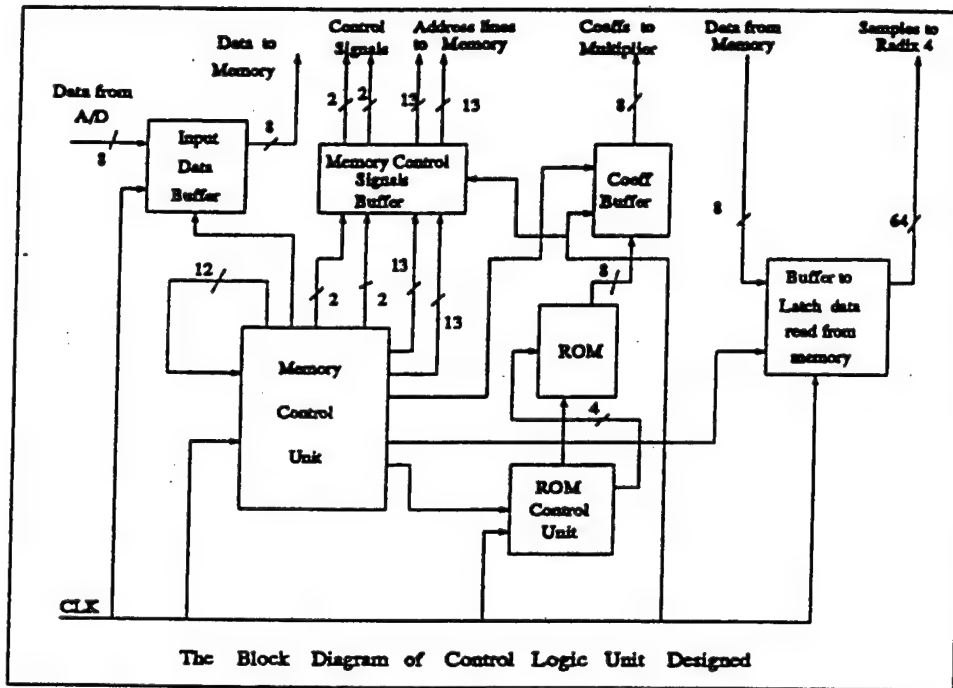 Control
Signals
Address lines
to Memory
Coeffs to
Multiplier
Data from
Memory
Samples to
Radix 4
Data to
Memory
Data from
A/D
8
Input
Data
Buffer
8
2
2
13
13
8
Memory Control
Signals
Buffer
Coeff
Buffer
8
64
12
2
2
13
13
8
Buffer to
Latch data
read from
memory
Memory
Control
Unit
ROM
4
ROM
Control
Unit
CLK
The Block Diagram of Control Logic Unit Designed